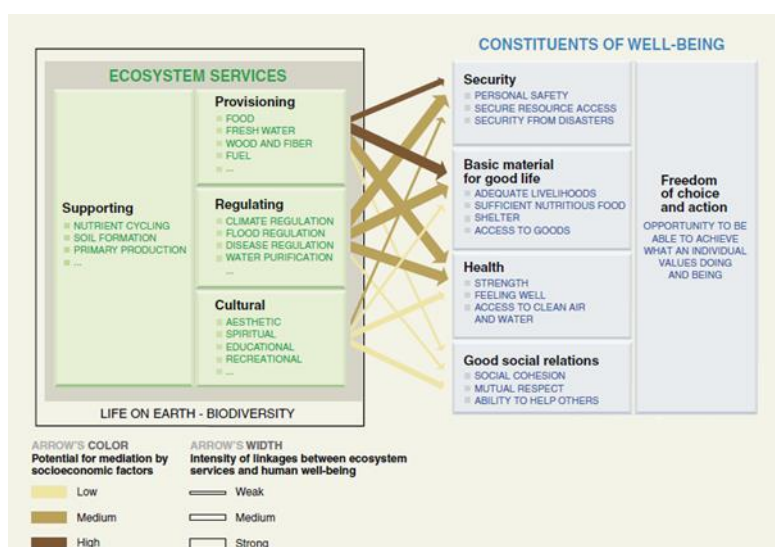 CONSTITUENTS OF WELL-BEING
ECOSYSTEM SERVICES
Supporting
NUTRIENT CYCLING
SOIL FORMATION
PRIMARY PRODUCTION
...
Provisioning
FOOD
FRESH WATER
WOOD AND FIBER
FUEL
...
Regulating
CLIMATE REGULATION
FLOOD REGULATION
DISEASE REGULATION
WATER PURIFICATION
...
Cultural
AESTHETIC
SPIRITUAL
EDUCATIONAL
RECREATIONAL
...
LIFE ON EARTH - BIODIVERSITY
Security
PERSONAL SAFETY
SECURE RESOURCE ACCESS
SECURITY FROM DISASTERS
Basic material
for good life
ADEQUATE LIVELIHOODS
SUFFICIENT NUTRITIOUS FOOD
SHELTER
ACCESS TO GOODS
Health
STRENGTH
FEELING WELL
ACCESS TO CLEAN AIR
AND WATER
Good social relations
SOCIAL COHESION
MUTUAL RESPECT
ABILITY TO HELP OTHERS
Freedom
of choice
and action
OPPORTUNITY TO BE
ABLE TO ACHIEVE
WHAT AN INDIVIDUAL
VALUES DOING
AND BEING
ARROW'S COLOR
Potential for mediation by
socioeconomic factors
Low
Medium
High
ARROW'S WIDTH
Intensity of linkages between ecosystem
services and human well-being
Weak
Medium
Strong